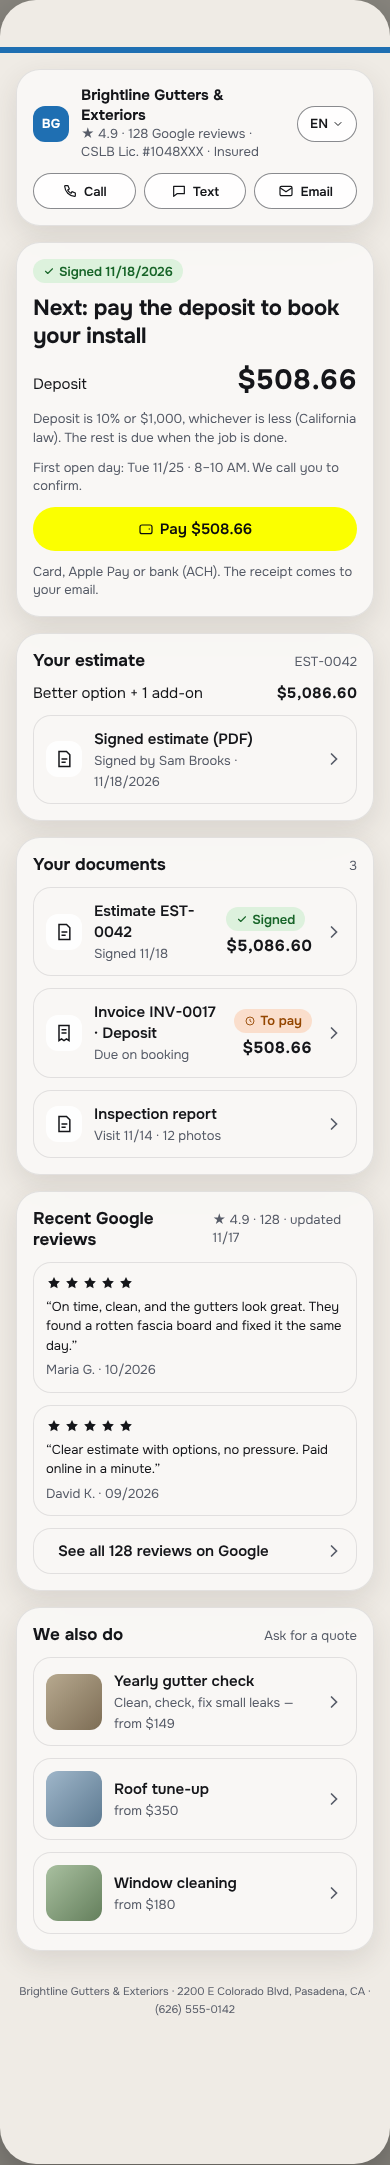 BG
Brightline Gutters &
Exteriors
★ 4.9 · 128 Google reviews ·
CSLB Lic. #1048XXX · Insured
EN
Call
Text
Email
Signed 11/18/2026
Next: pay the deposit to book
your install
Deposit
$508.66
Deposit is 10% or $1,000, whichever is less (California
law). The rest is due when the job is done.
First open day: Tue 11/25 · 8–10 AM. We call you to
confirm.
Pay $508.66
Card, Apple Pay or bank (ACH). The receipt comes to
your email.
Your estimate
EST-0042
Better option + 1 add-on
$5,086.60
Signed estimate (PDF)
Signed by Sam Brooks ·
11/18/2026
Your documents
3
Estimate EST-
0042
Signed 11/18
Signed
$5,086.60
Invoice INV-0017
· Deposit
Due on booking
To pay
$508.66
Inspection report
Visit 11/14 · 12 photos
Recent Google
reviews
★ 4.9 · 128 · updated
11/17
★ ★ ★ ★ ★
“On time, clean, and the gutters look great. They
found a rotten fascia board and fixed it the same
day.”
Maria G. · 10/2026
★ ★ ★ ★ ★
“Clear estimate with options, no pressure. Paid
online in a minute.”
David K. · 09/2026
See all 128 reviews on Google
We also do
Ask for a quote
Yearly gutter check
Clean, check, fix small leaks —
from $149
Roof tune-up
from $350
Window cleaning
from $180
Brightline Gutters & Exteriors · 2200 E Colorado Blvd, Pasadena, CA ·
(626) 555-0142